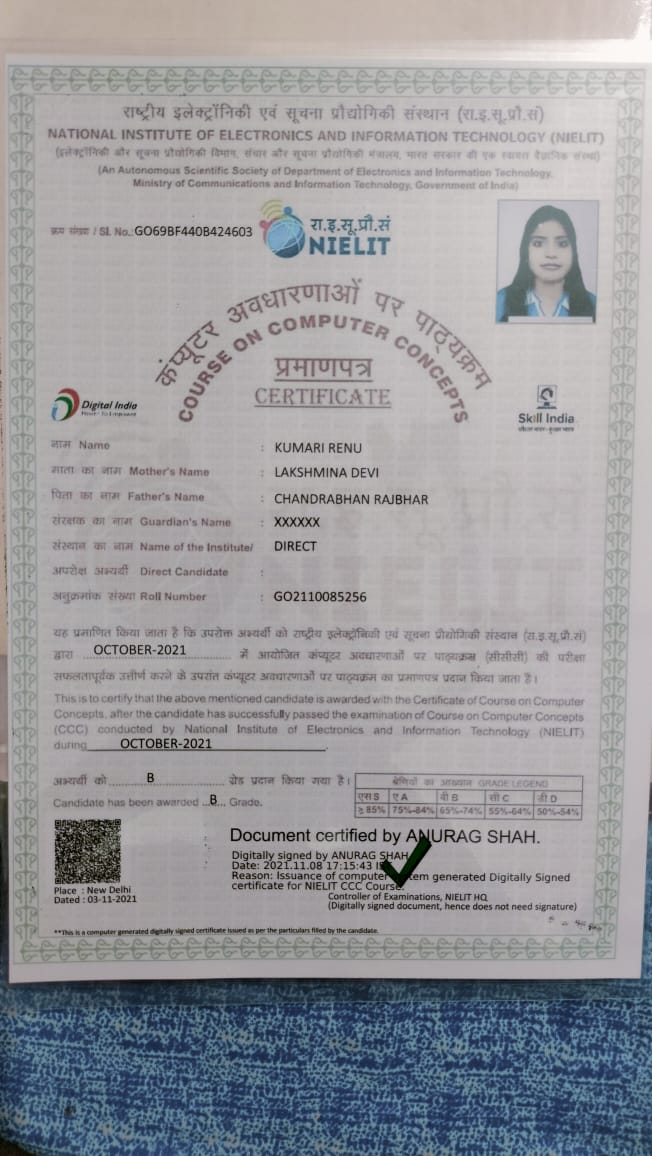 राष्ट्रीय इलेक्ट्रॉनिकी एवं सूचना प्रौद्योगिकी संस्थान (रा.इ.सू.प्रौ.सं)
NATIONAL INSTITUTE OF ELECTRONICS AND INFORMATION TECHNOLOGY (NIELIT)
(इलेक्ट्रॉनिकी और सूचना प्रौद्योगिकी विभाग, संचार और सूचना प्रौद्योगिकी मंत्रालय, भारत सरकार की एक स्वायत्त वैज्ञानिक संस्था)
(An Autonomous Scientific Society of Department of Electronics and Information Technology,
Ministry of Communications and Information Technology, Government of India)
क्रम संख्या / Sl. No.:GO69BF440B424603
रा.इ.सू.प्रौ.सं
NIELIT
कंप्यूटर अवधारणाओं पर पाठ्यक्रम
COURSE ON COMPUTER CONCEPTS
प्रमाणपत्र
CERTIFICATE
Digital India
Power To Empower
Skill India
कौशल भारत-कुशल भारत
नाम Name : KUMARI RENU
माता का नाम Mother's Name : LAKSHMINA DEVI
पिता का नाम Father's Name : CHANDRABHAN RAJBHAR
संरक्षक का नाम Guardian's Name : XXXXXX
संस्थान का नाम Name of the Institute/ : DIRECT
अपरोक्ष अभ्यर्थी Direct Candidate :
अनुक्रमांक संख्या Roll Number : GO2110085256
यह प्रमाणित किया जाता है कि उपरोक्त अभ्यर्थी को राष्ट्रीय इलेक्ट्रॉनिकी एवं सूचना प्रौद्योगिकी संस्थान (रा.इ.सू.प्रौ.सं)
द्वारा OCTOBER-2021 में आयोजित कंप्यूटर अवधारणाओं पर पाठ्यक्रम (सीसीसी) की परीक्षा
सफलतापूर्वक उत्तीर्ण करने के उपरांत कंप्यूटर अवधारणाओं पर पाठ्यक्रम का प्रमाणपत्र प्रदान किया जाता है।
This is to certify that the above mentioned candidate is awarded with the Certificate of Course on Computer
Concepts, after the candidate has successfully passed the examination of Course on Computer Concepts
(CCC) conducted by National Institute of Electronics and Information Technology (NIELIT)
during OCTOBER-2021.
अभ्यर्थी को B ग्रेड प्रदान किया गया है।
Candidate has been awarded ...B... Grade.
श्रेणियों का आख्यान GRADE LEGEND
एस S ए A बी B सी C डी D
≥ 85% 75%-84% 65%-74% 55%-64% 50%-54%
Document certified by ANURAG SHAH.
Digitally signed by ANURAG SHAH
Date: 2021.11.08 17:15:43
Reason: Issuance of computer generated Digitally Signed
certificate for NIELIT CCC Course.
Controller of Examinations, NIELIT HQ
(Digitally signed document, hence does not need signature)
Place : New Delhi
Dated : 03-11-2021
**This is a computer generated digitally signed certificate issued as per the particulars filled by the candidate.